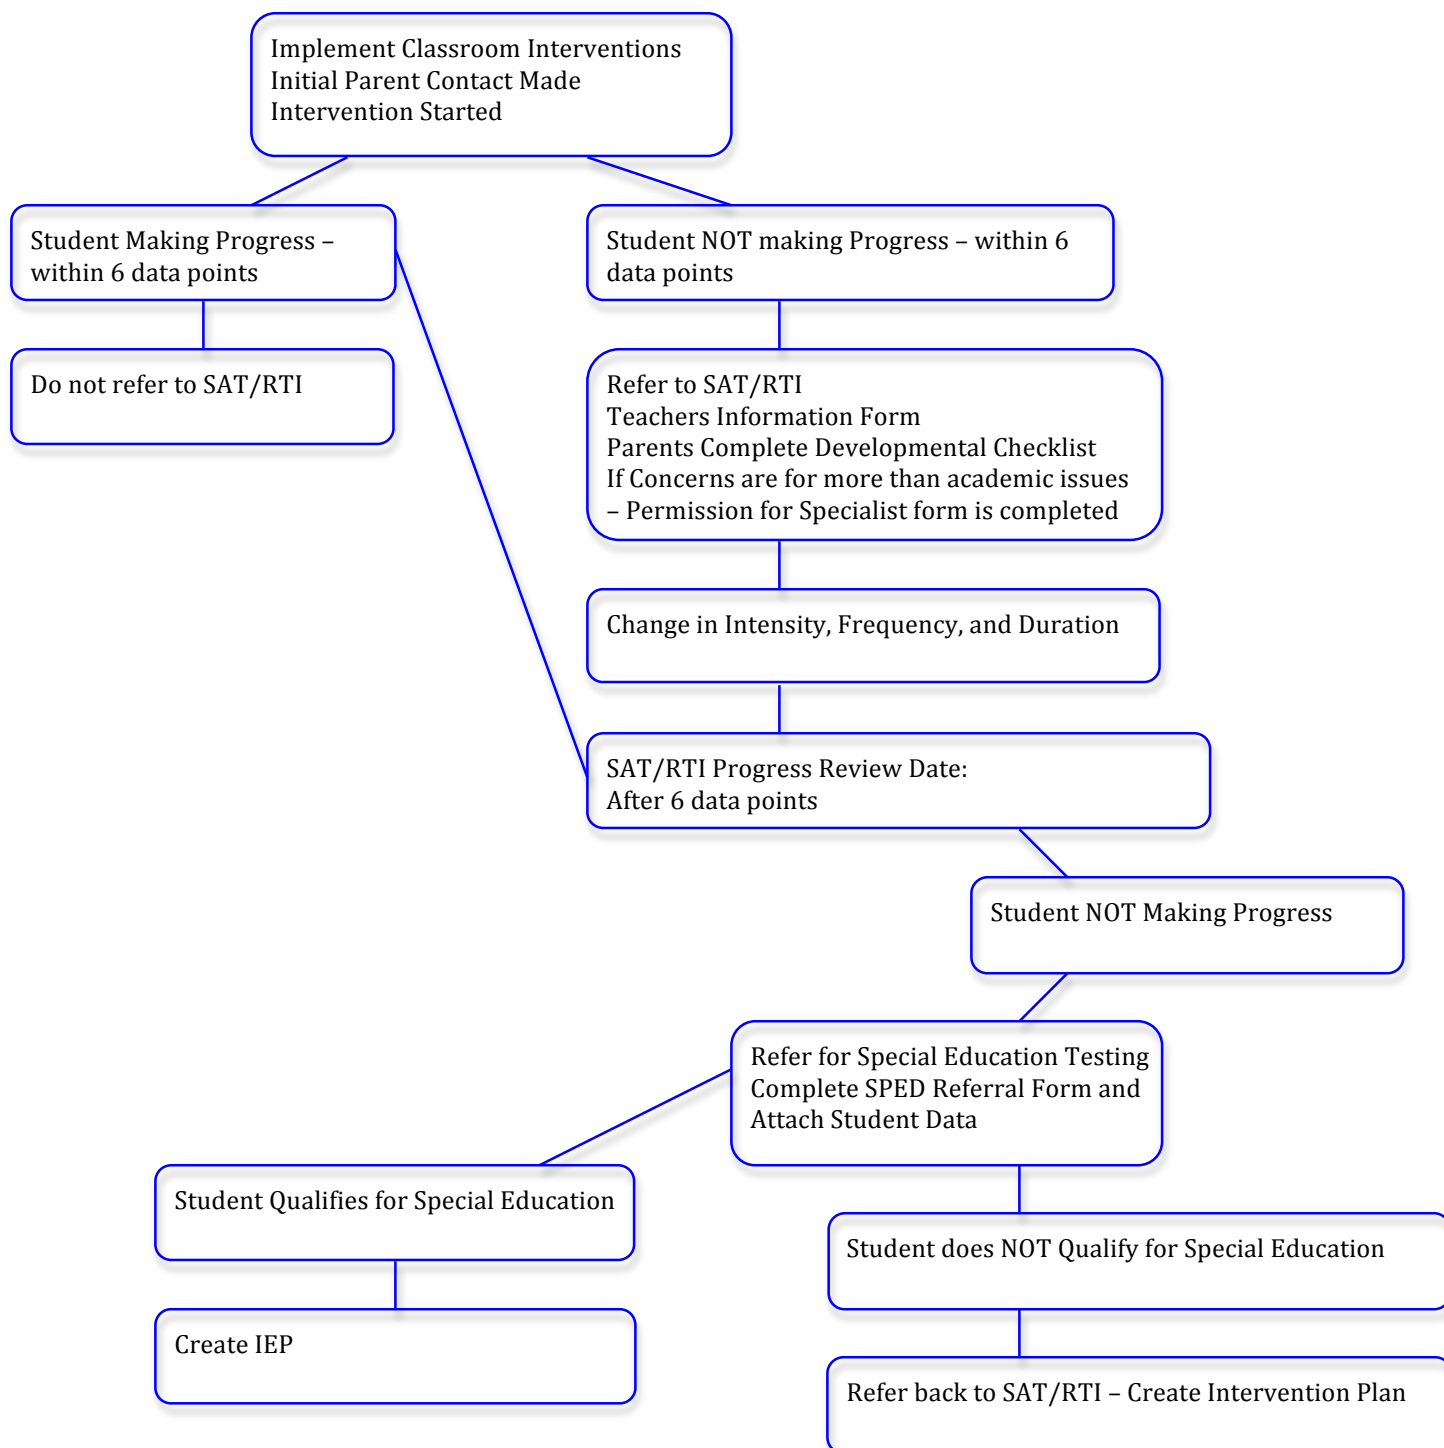 Implement Classroom Interventions
Initial Parent Contact Made
Intervention Started
Student Making Progress –
within 6 data points
Student NOT making Progress – within 6
data points
Do not refer to SAT/RTI
Refer to SAT/RTI
Teachers Information Form
Parents Complete Developmental Checklist
If Concerns are for more than academic issues
– Permission for Specialist form is completed
Change in Intensity, Frequency, and Duration
SAT/RTI Progress Review Date:
After 6 data points
Student NOT Making Progress
Refer for Special Education Testing
Complete SPED Referral Form and
Attach Student Data
Student Qualifies for Special Education
Student does NOT Qualify for Special Education
Create IEP
Refer back to SAT/RTI – Create Intervention Plan